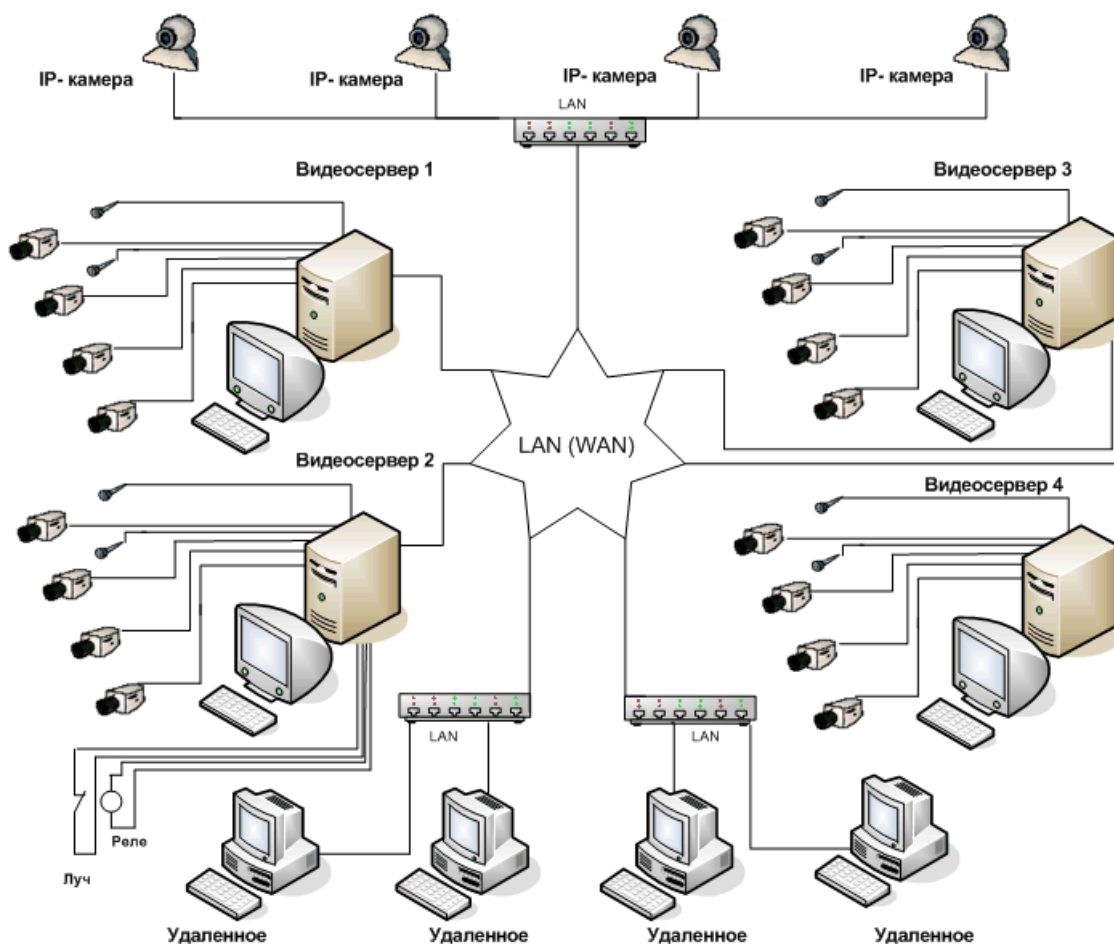 IP- камера
IP- камера
IP- камера
IP- камера
LAN
Видеосервер 1
Видеосервер 3
LAN (WAN)
Видеосервер 2
Видеосервер 4
LAN
LAN
Реле
Луч
Удаленное
Удаленное
Удаленное
Удаленное